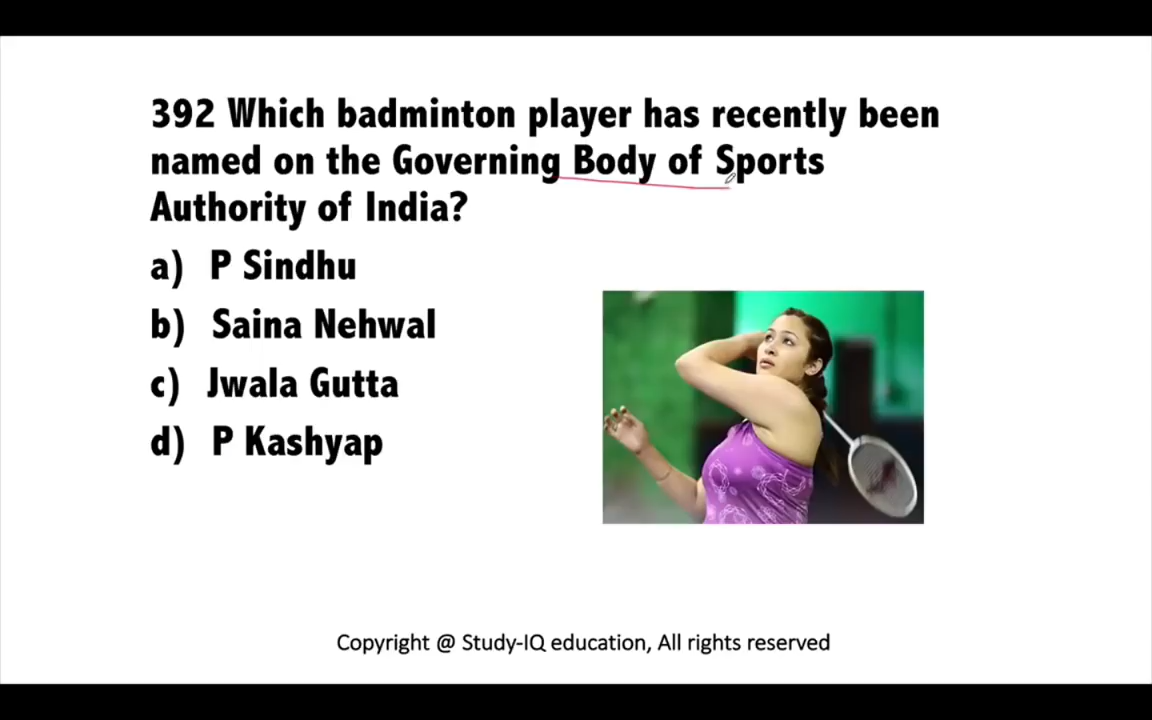 392 Which badminton player has recently been
named on the Governing Body of Sports
Authority of India?
a) P Sindhu
b) Saina Nehwal
c) Jwala Gutta
d) P Kashyap
Copyright @ Study-IQ education, All rights reserved